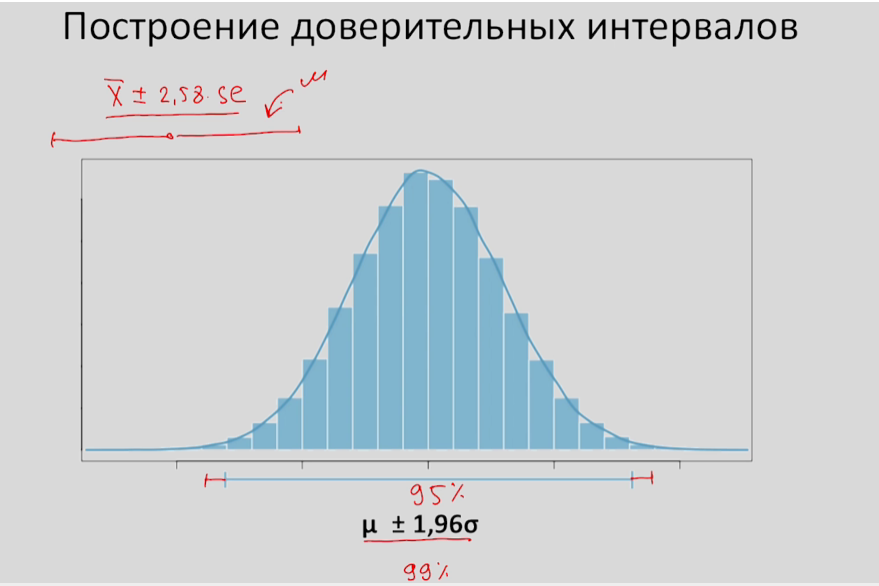 Построение доверительных интервалов
X̅ ± 2,58. se
м
95%
μ ± 1,96σ
99%